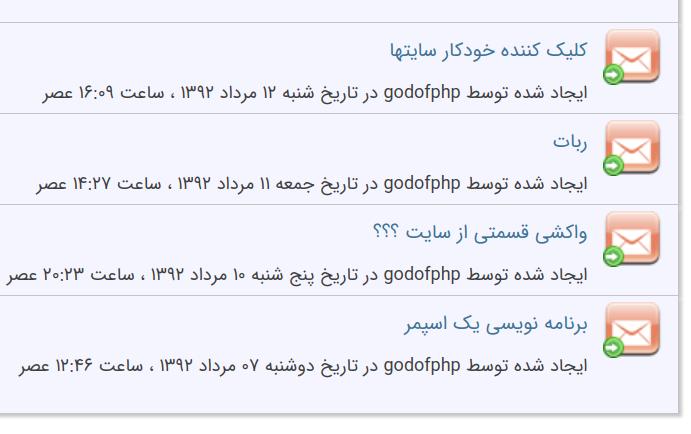 کلیک کننده خودکار سایتها
ایجاد شده توسط godofphp در تاریخ شنبه ۱۲ مرداد ۱۳۹۲ ، ساعت ۱۶:۰۹ عصر
ربات
ایجاد شده توسط godofphp در تاریخ جمعه ۱۱ مرداد ۱۳۹۲ ، ساعت ۱۴:۲۷ عصر
واکشی قسمتی از سایت ؟؟؟
ایجاد شده توسط godofphp در تاریخ پنج شنبه ۱۰ مرداد ۱۳۹۲ ، ساعت ۲۰:۲۳ عصر
برنامه نویسی یک اسپمر
ایجاد شده توسط godofphp در تاریخ دوشنبه ۰۷ مرداد ۱۳۹۲ ، ساعت ۱۲:۴۶ عصر